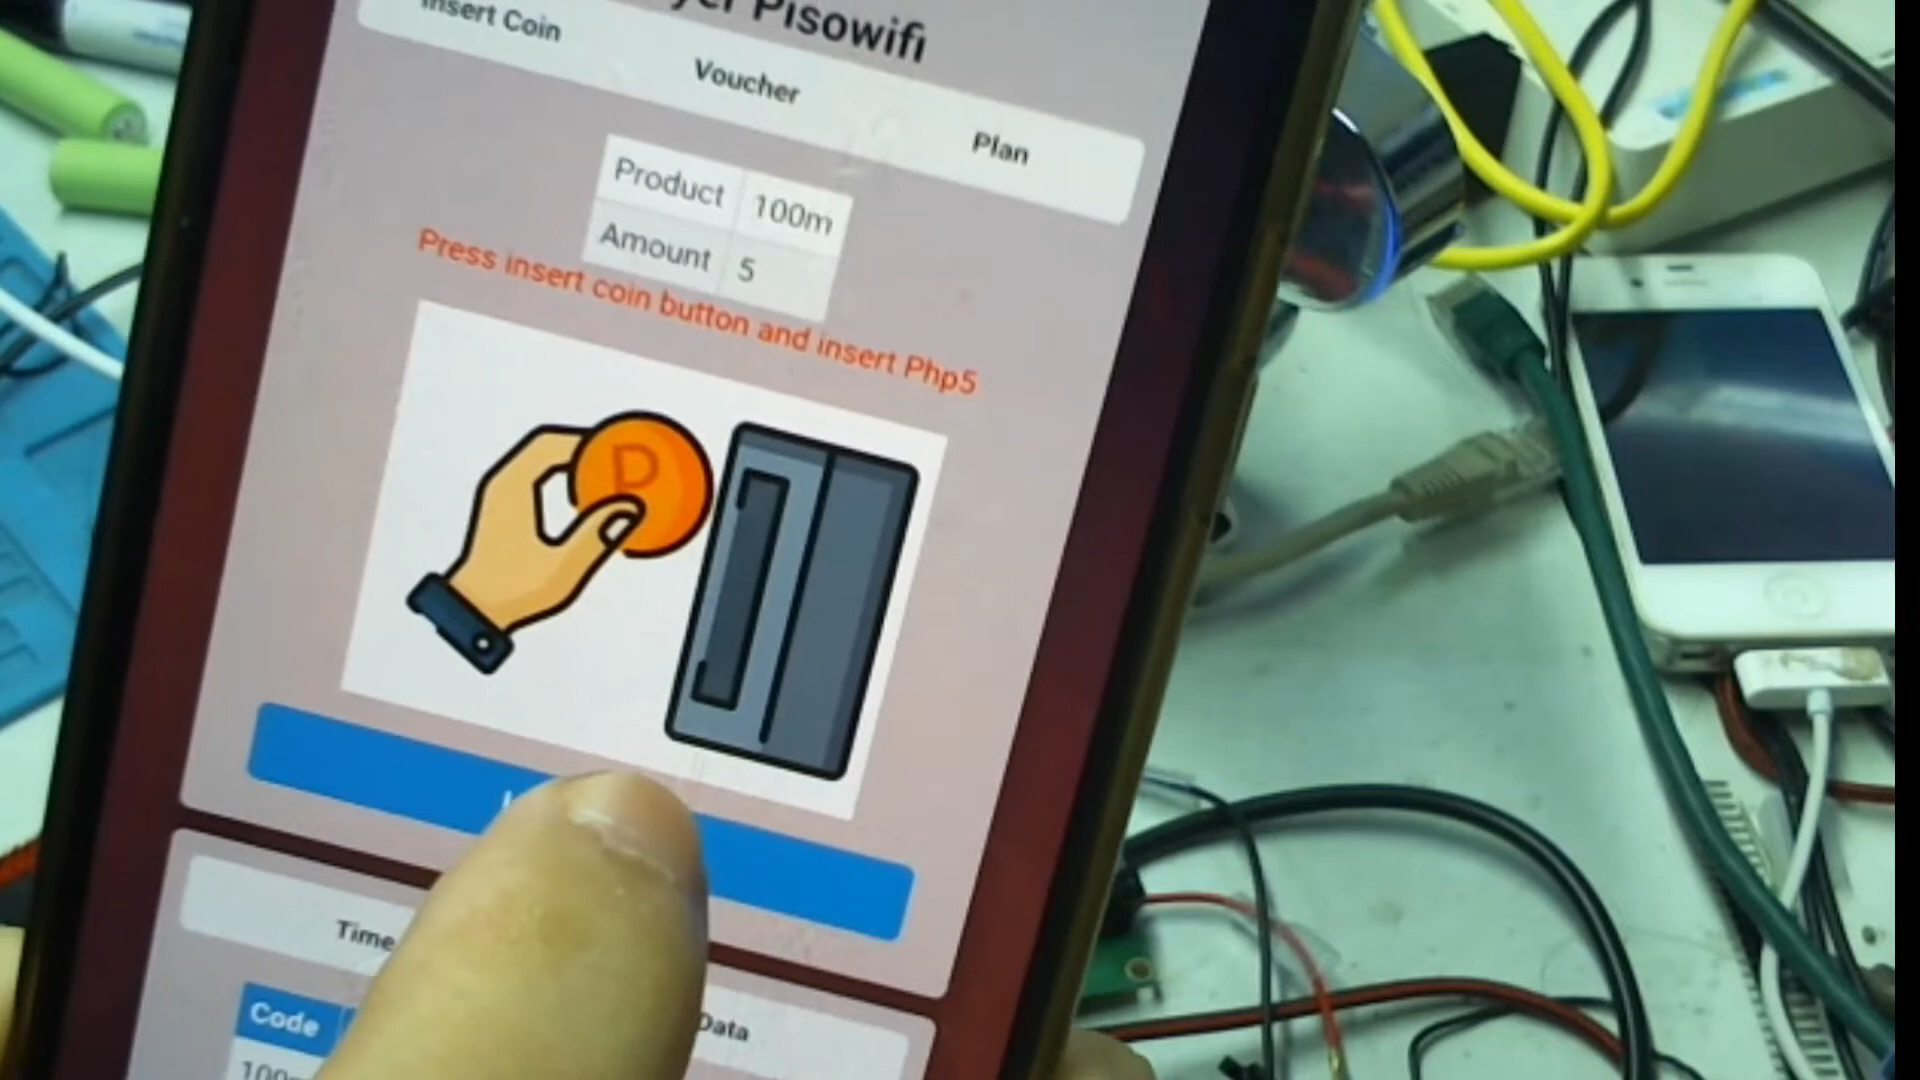 Pisowifi
Insert Coin
Voucher
Plan
Product 100m
Amount 5
Press insert coin button and insert Php5
P
Time
Data
Code